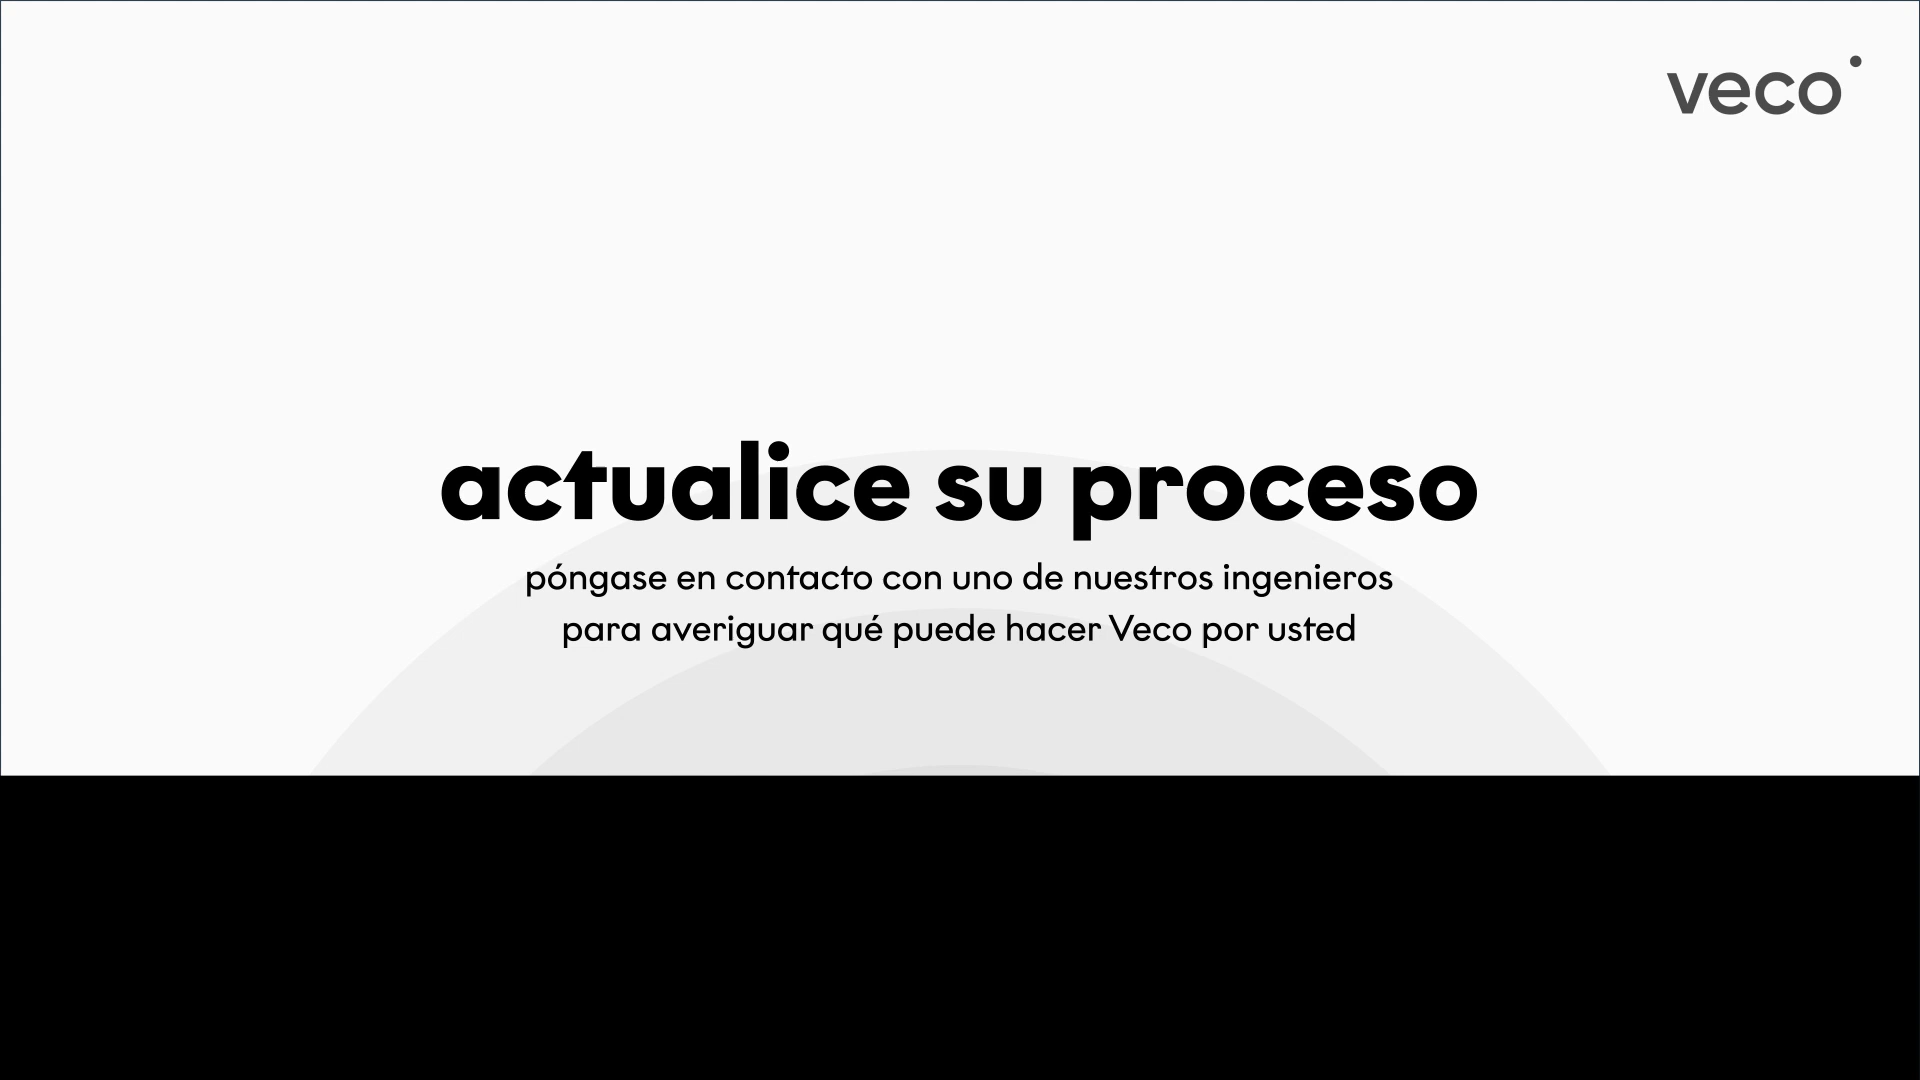 veco
actualice su proceso
póngase en contacto con uno de nuestros ingenieros
para averiguar qué puede hacer Veco por usted